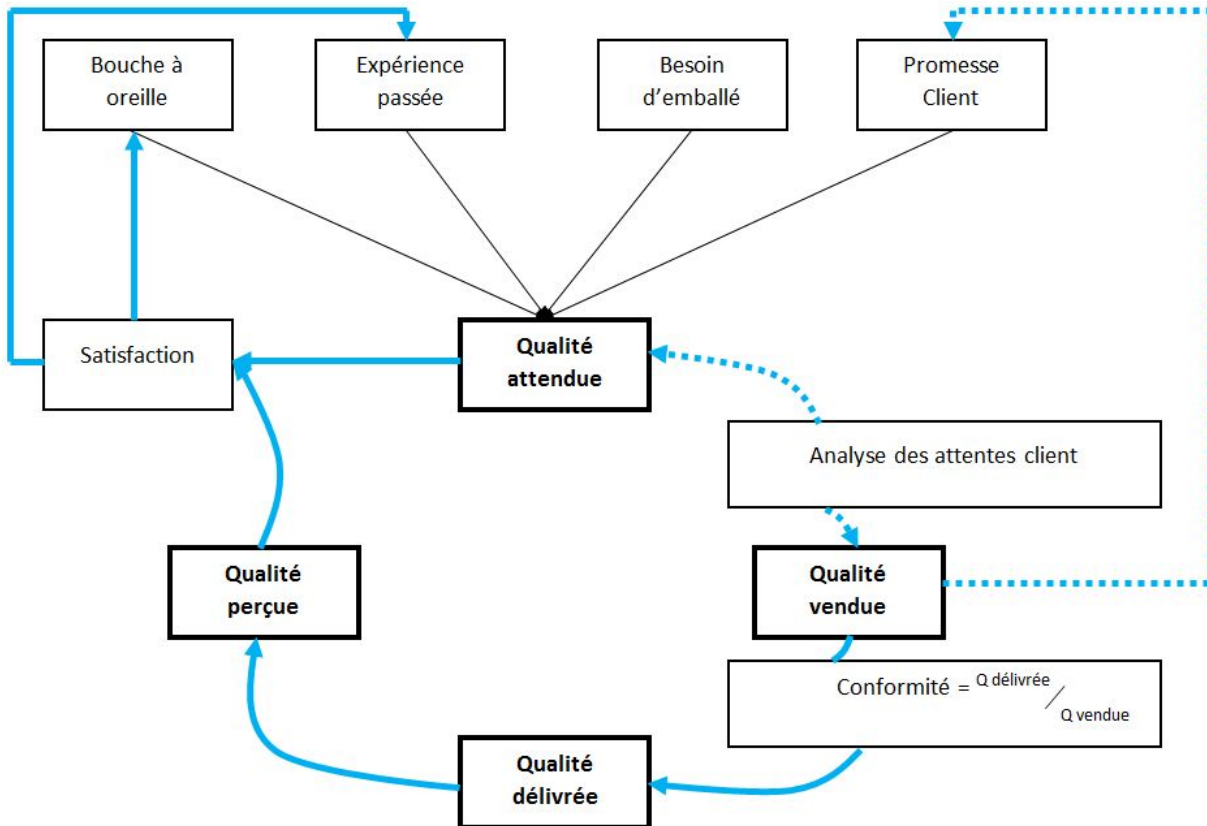 Bouche à
oreille
Expérience
passée
Besoin
d’emballé
Promesse
Client
Satisfaction
Qualité
attendue
Analyse des attentes client
Qualité
perçue
Qualité
vendue
Conformité = Q délivrée / Q vendue
Qualité
délivrée